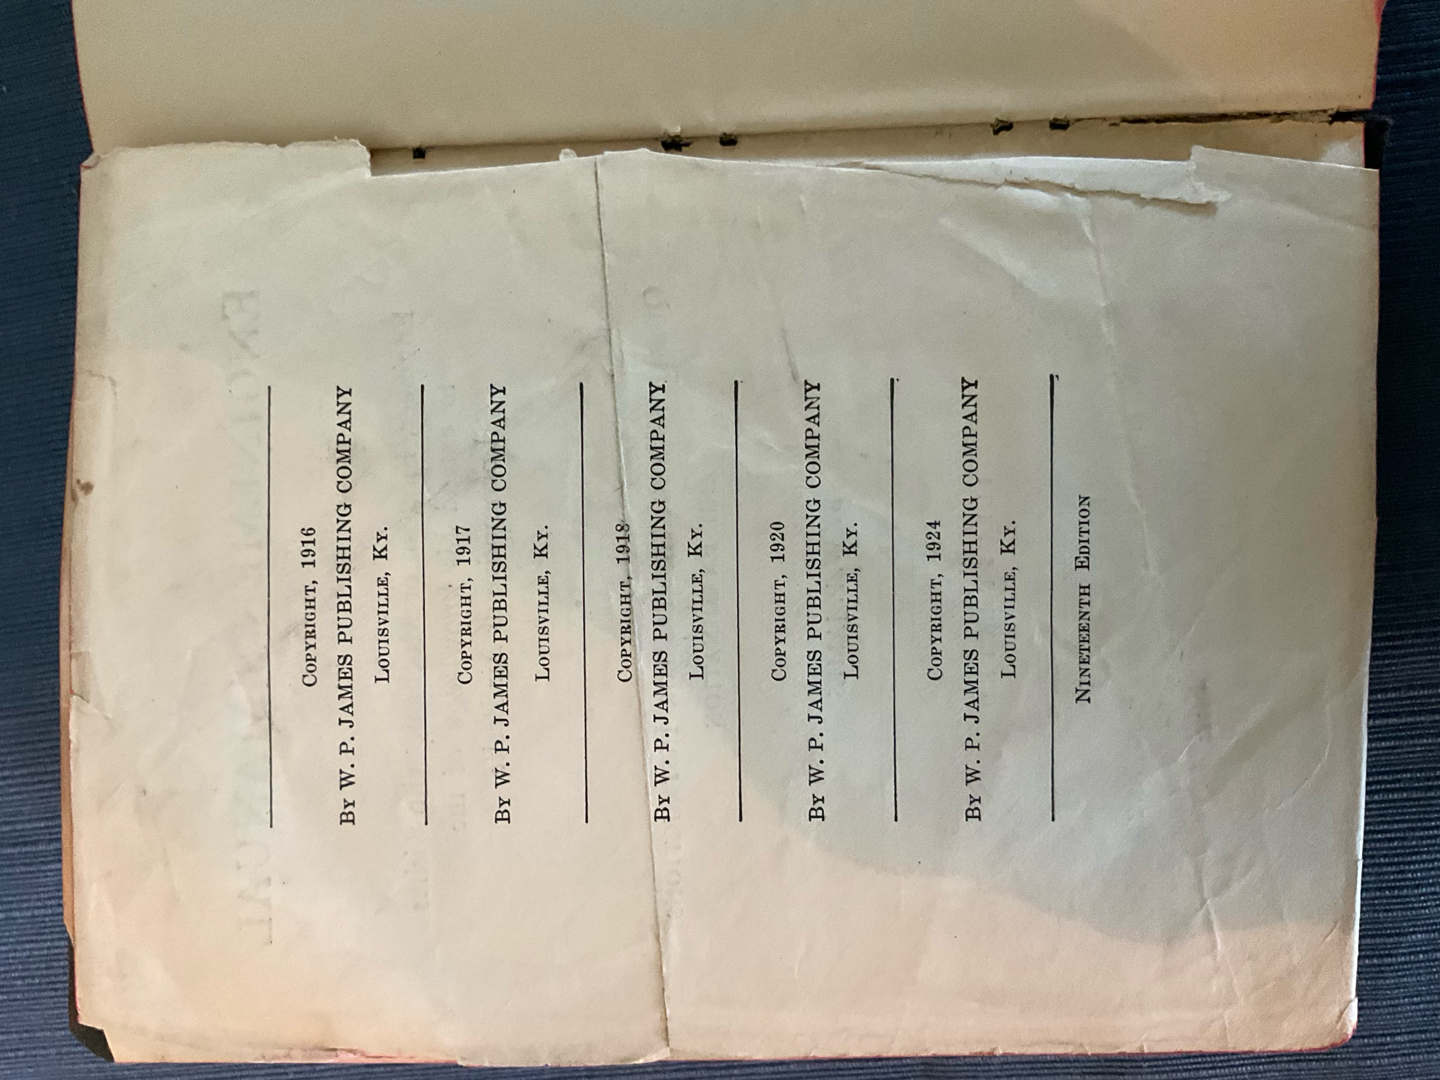 Copyright, 1916
By W. P. JAMES PUBLISHING COMPANY
Louisville, Ky.
Copyright, 1917
By W. P. JAMES PUBLISHING COMPANY
Louisville, Ky.
Copyright, 1918
By W. P. JAMES PUBLISHING COMPANY
Louisville, Ky.
Copyright, 1920
By W. P. JAMES PUBLISHING COMPANY
Louisville, Ky.
Copyright, 1924
By W. P. JAMES PUBLISHING COMPANY
Louisville, Ky.
Nineteenth Edition